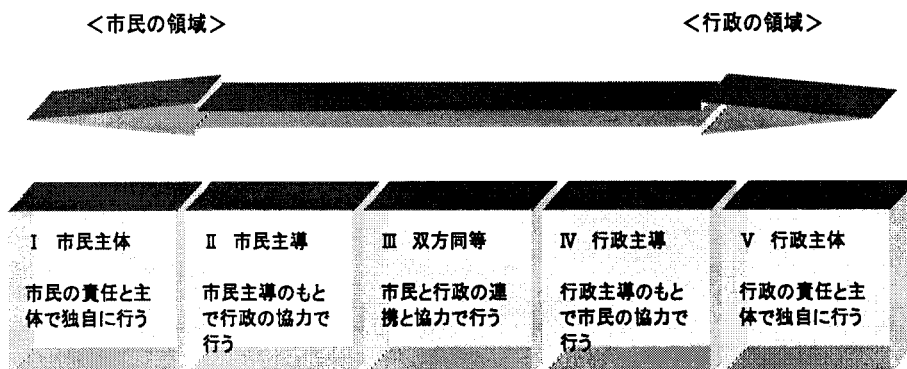 ＜市民の領域＞
＜行政の領域＞
Ⅰ　市民主体
市民の責任と主
体で独自に行う
Ⅱ　市民主導
市民主導のもと
で行政の協力で
行う
Ⅲ　双方同等
市民と行政の連
携と協力で行う
Ⅳ　行政主導
行政主導のもと
で市民の協力で
行う
Ⅴ　行政主体
行政の責任と主
体で独自に行う